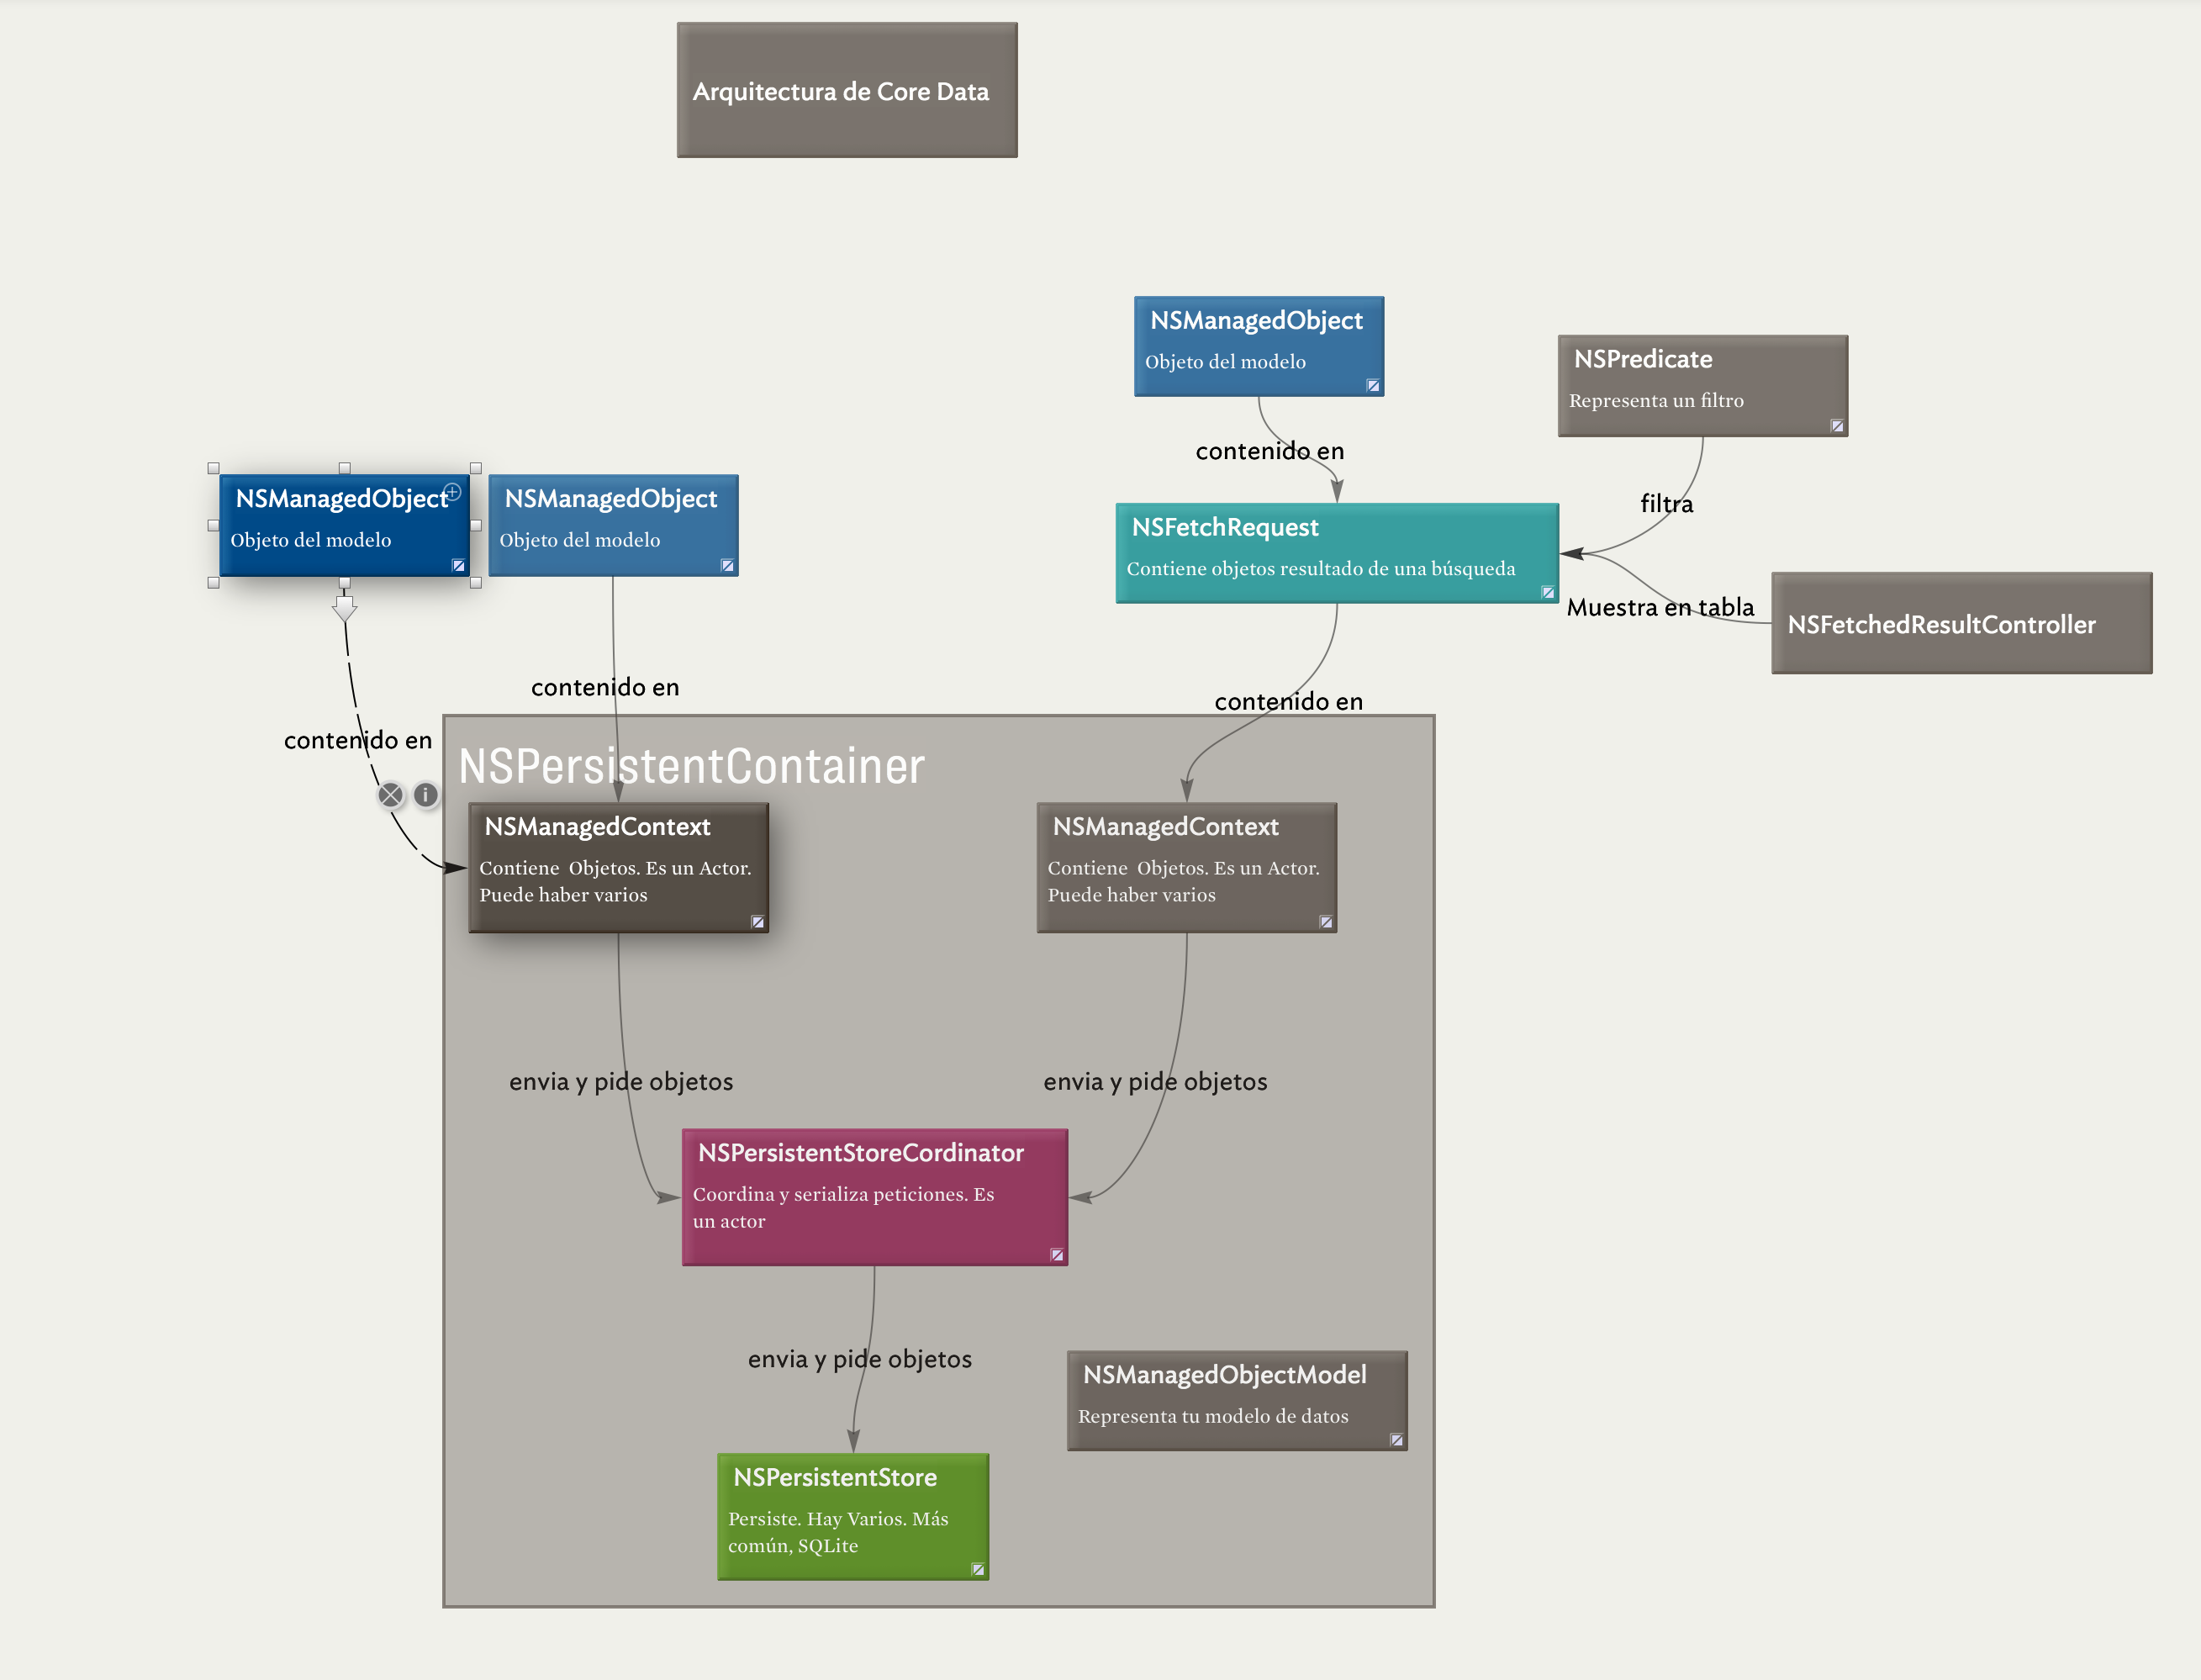 Arquitectura de Core Data
NSManagedObject
Objeto del modelo
NSPredicate
Representa un filtro
contenido en
NSManagedObject
Objeto del modelo
NSManagedObject
Objeto del modelo
filtra
NSFetchRequest
Contiene objetos resultado de una búsqueda
Muestra en tabla
NSFetchedResultController
contenido en
contenido en
contenido en
NSPersistentContainer
NSManagedContext
Contiene  Objetos. Es un Actor.
Puede haber varios
NSManagedContext
Contiene  Objetos. Es un Actor.
Puede haber varios
envia y pide objetos
envia y pide objetos
NSPersistentStoreCordinator
Coordina y serializa peticiones. Es
un actor
envia y pide objetos
NSManagedObjectModel
Representa tu modelo de datos
NSPersistentStore
Persiste. Hay Varios. Más
común, SQLite